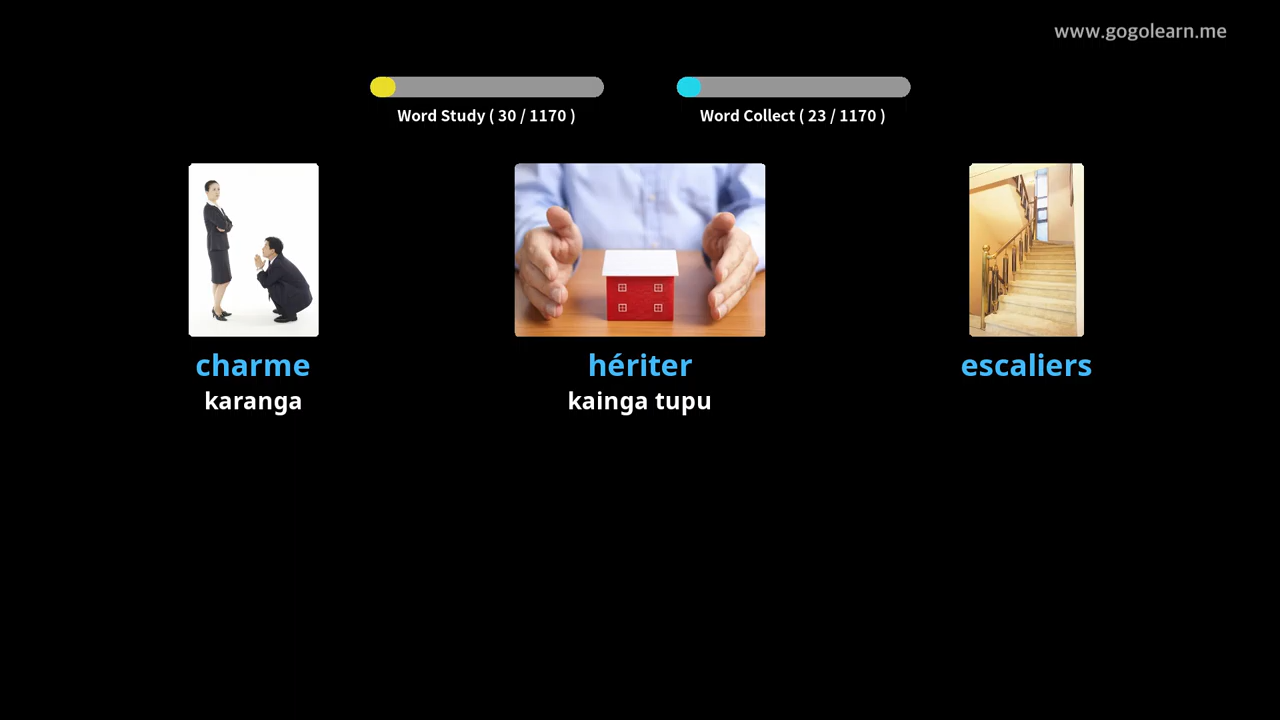 www.gogolearn.me
Word Study ( 30 / 1170 )
Word Collect ( 23 / 1170 )
charme
karanga
hériter
kainga tupu
escaliers